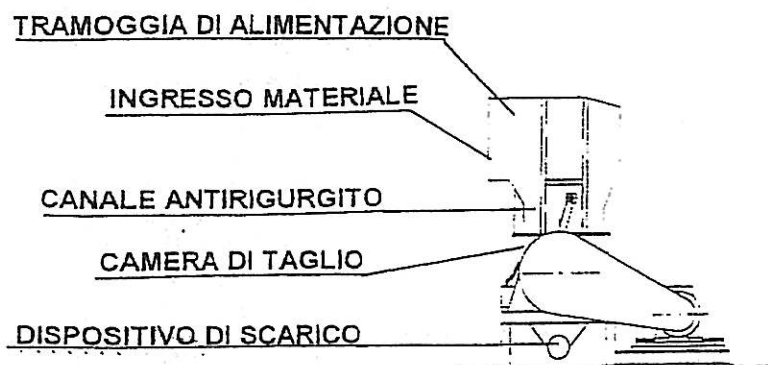 TRAMOGGIA DI ALIMENTAZIONE
INGRESSO MATERIALE
CANALE ANTIRIGURGITO
CAMERA DI TAGLIO
DISPOSITIVO DI SCARICO